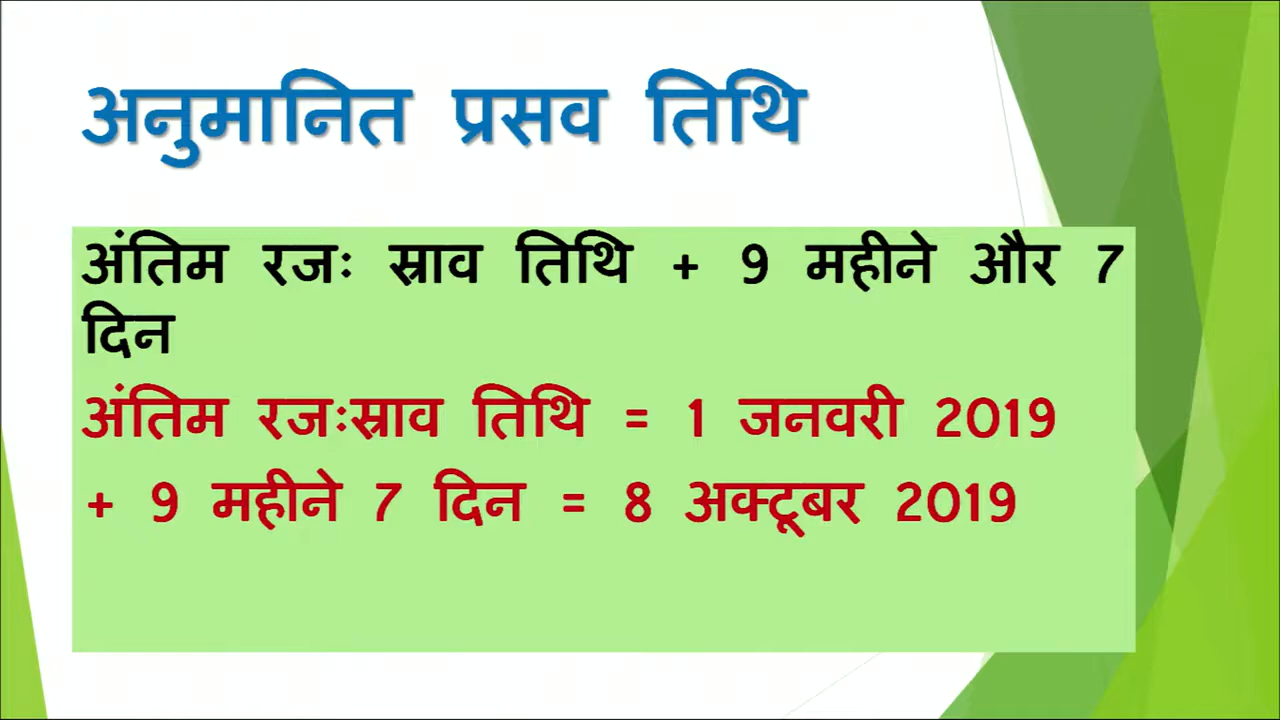 अनुमानित प्रसव तिथि
अंतिम रजः स्राव तिथि + 9 महीने और 7
दिन
अंतिम रजःस्राव तिथि = 1 जनवरी 2019
+ 9 महीने 7 दिन = 8 अक्टूबर 2019